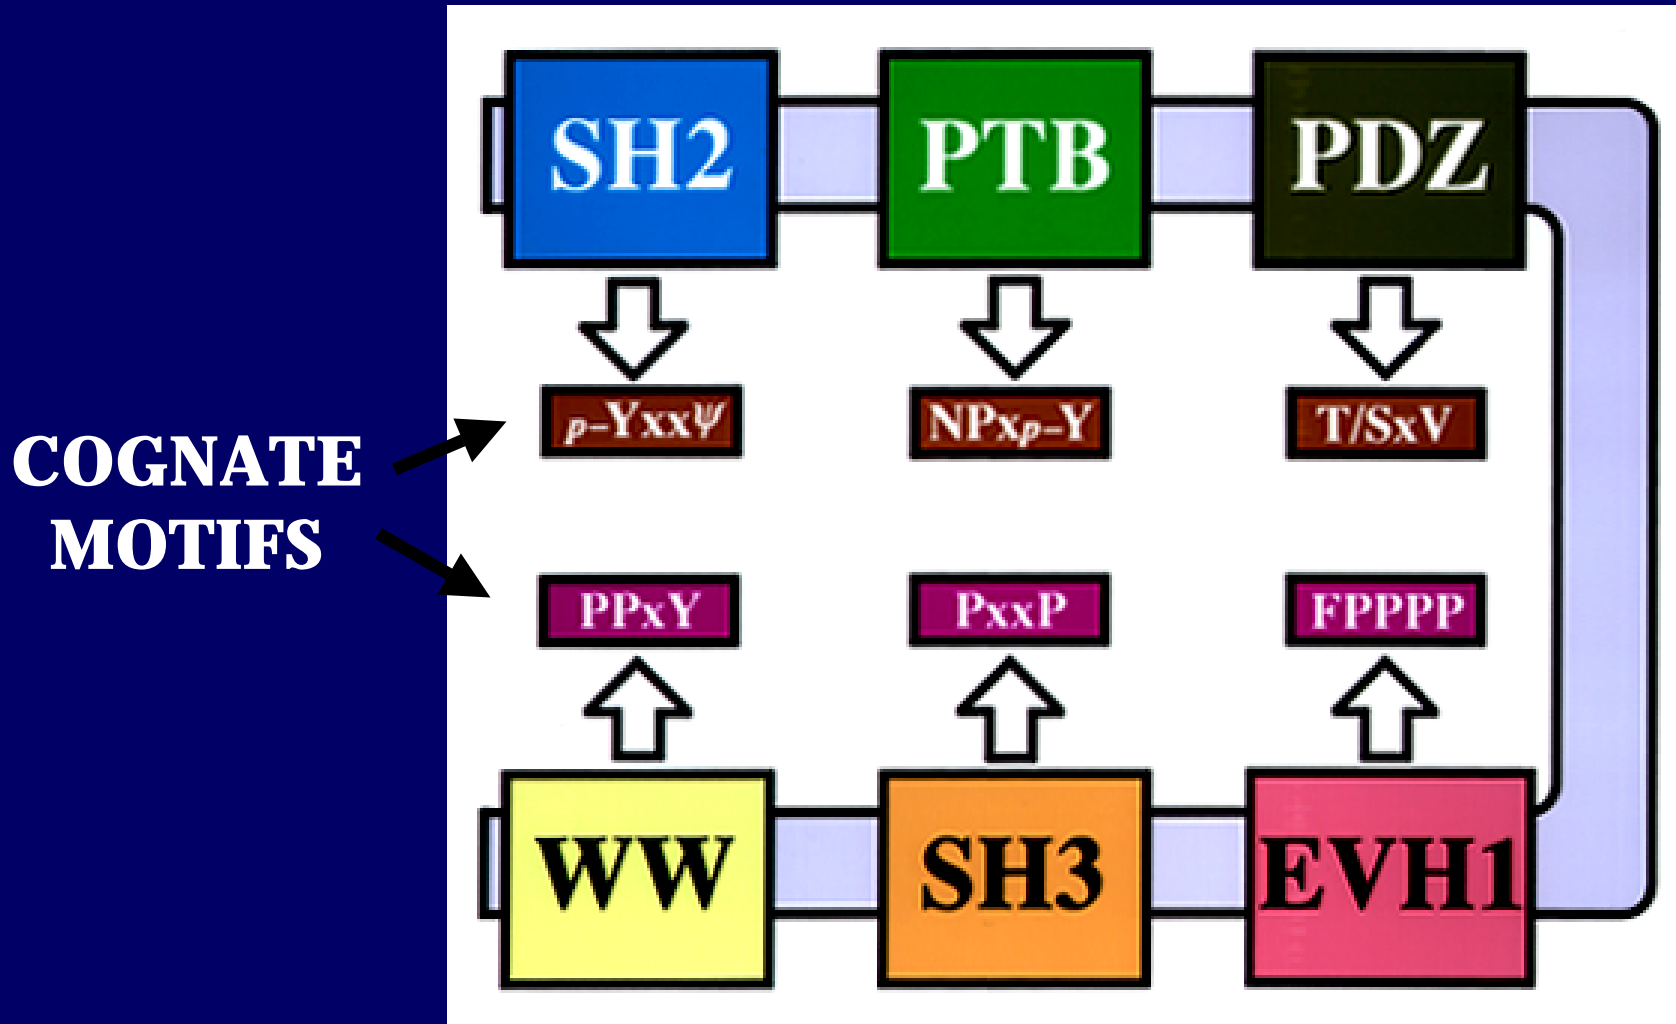 SH2 PTB PDZ
p-Yxxψ NPxp-Y T/SxV
COGNATE
MOTIFS
PPxY PxxP FPPPP
WW SH3 EVH1